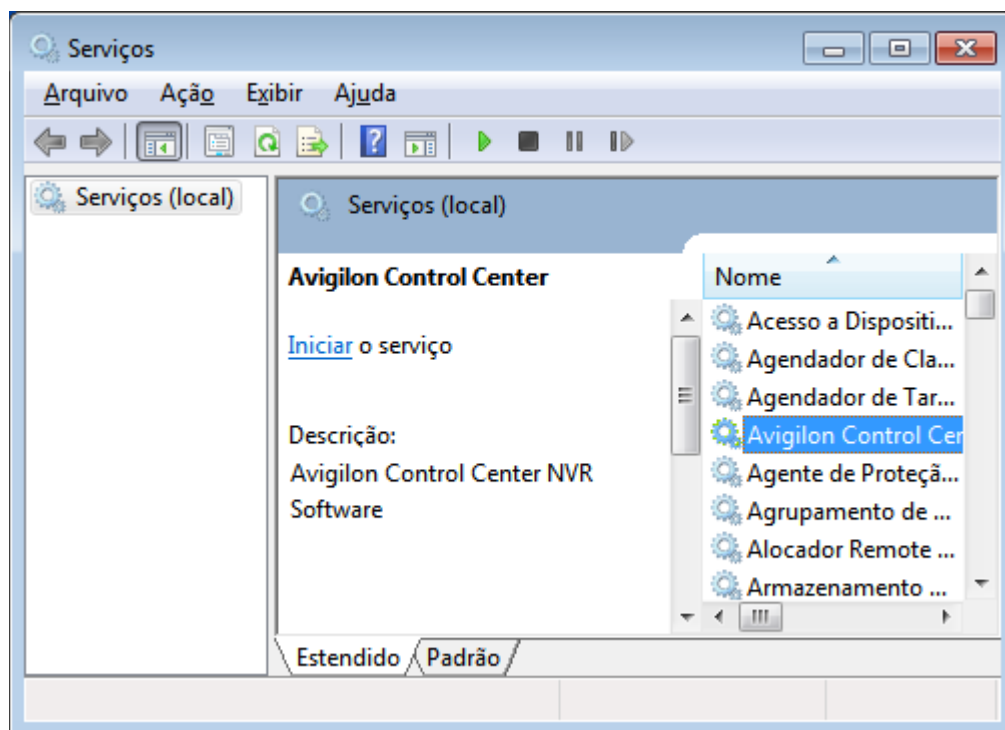 Serviços
Arquivo Ação Exibir Ajuda
Serviços (local)
Serviços (local)
Avigilon Control Center
Iniciar o serviço
Descrição:
Avigilon Control Center NVR
Software
Nome
Acesso a Dispositi...
Agendador de Cla...
Agendador de Tar...
Avigilon Control Cer
Agente de Proteçã...
Agrupamento de ...
Alocador Remote ...
Armazenamento ...
Estendido Padrão